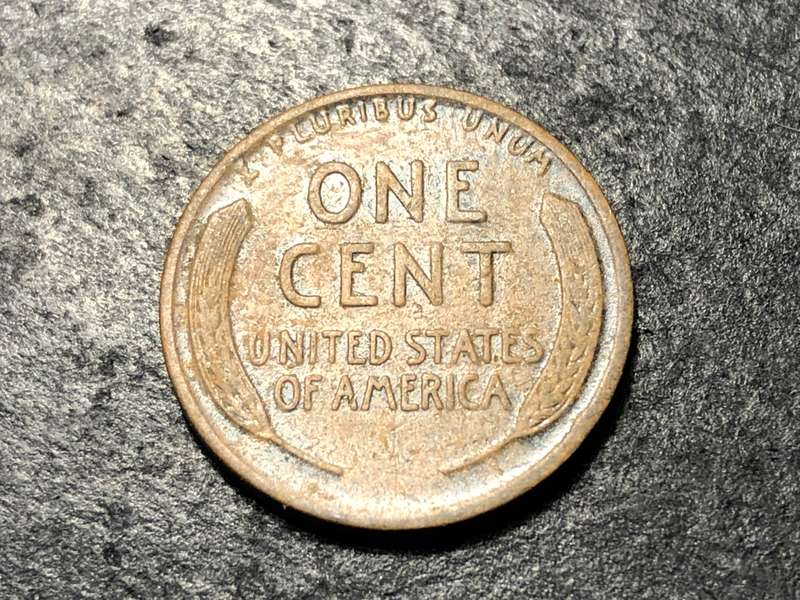 E PLURIBUS UNUM
ONE
CENT
UNITED STATES
OF AMERICA